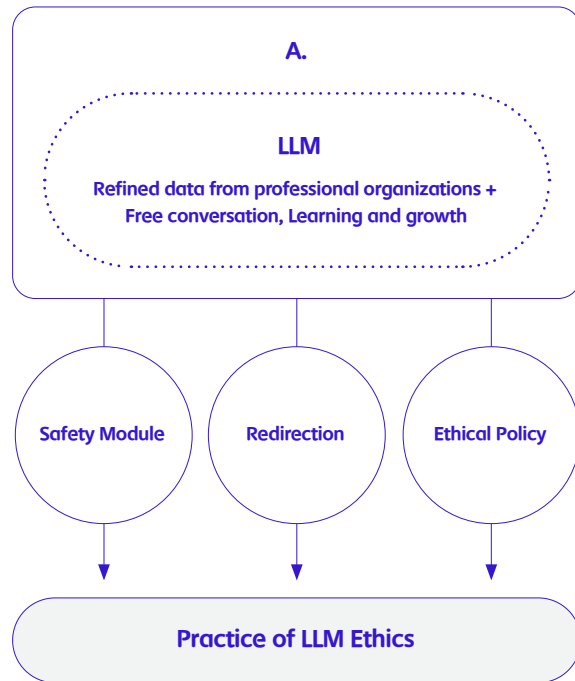 A.
LLM
Refined data from professional organizations +
Free conversation, Learning and growth
Safety Module
Redirection
Ethical Policy
Practice of LLM Ethics